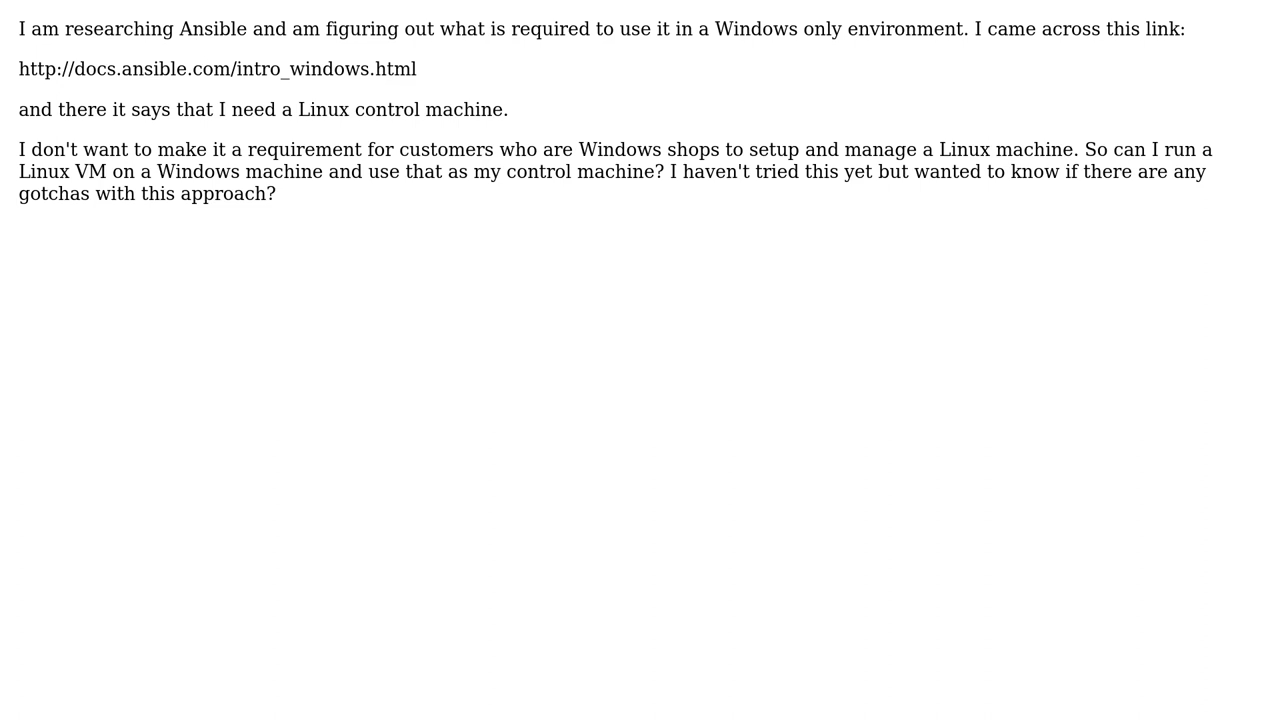 I am researching Ansible and am figuring out what is required to use it in a Windows only environment. I came across this link:
http://docs.ansible.com/intro_windows.html
and there it says that I need a Linux control machine.
I don't want to make it a requirement for customers who are Windows shops to setup and manage a Linux machine. So can I run a
Linux VM on a Windows machine and use that as my control machine? I haven't tried this yet but wanted to know if there are any
gotchas with this approach?